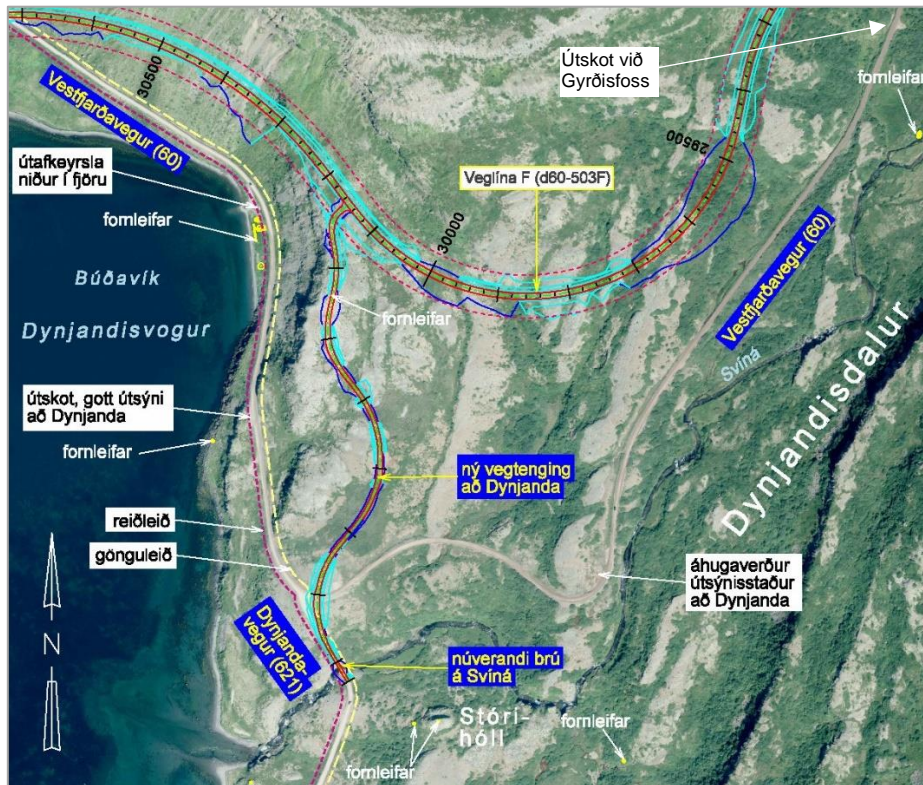 Útskot við
Gyrðisfoss
fornleifar
30500
Vestfjarðavegur (60)
29500
útafkeyrsla
niður í fjöru
Veglína F (d60-503F)
fornleifar
30000
Vestfjarðavegur (60)
Búðavík
Dynjandisvogur
fornleifar
Svíná
Dynjandisdalur
útskot, gott útsýni
að Dynjanda
fornleifar
ný vegtenging
að Dynjanda
reiðleið
gönguleið
áhugaverður
útsýnisstaður
að Dynjanda
N
Dynjanda-
vegur (621)
núverandi brú
á Svíná
Stóri-
hóll
fornleifar
fornleifar